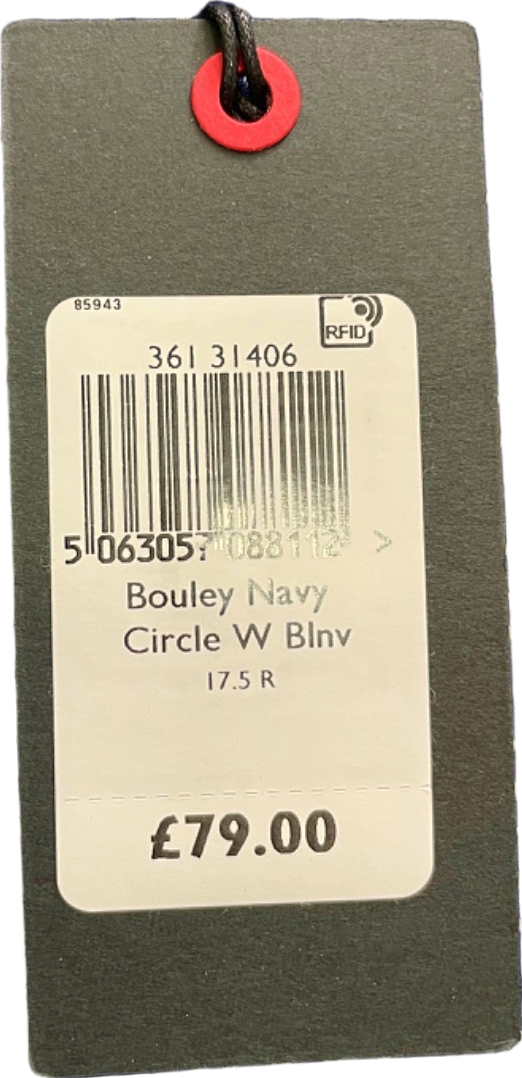 85943
RFID
361 31406
5 063057 088112 >
Bouley Navy
Circle W Blnv
17.5 R
£79.00